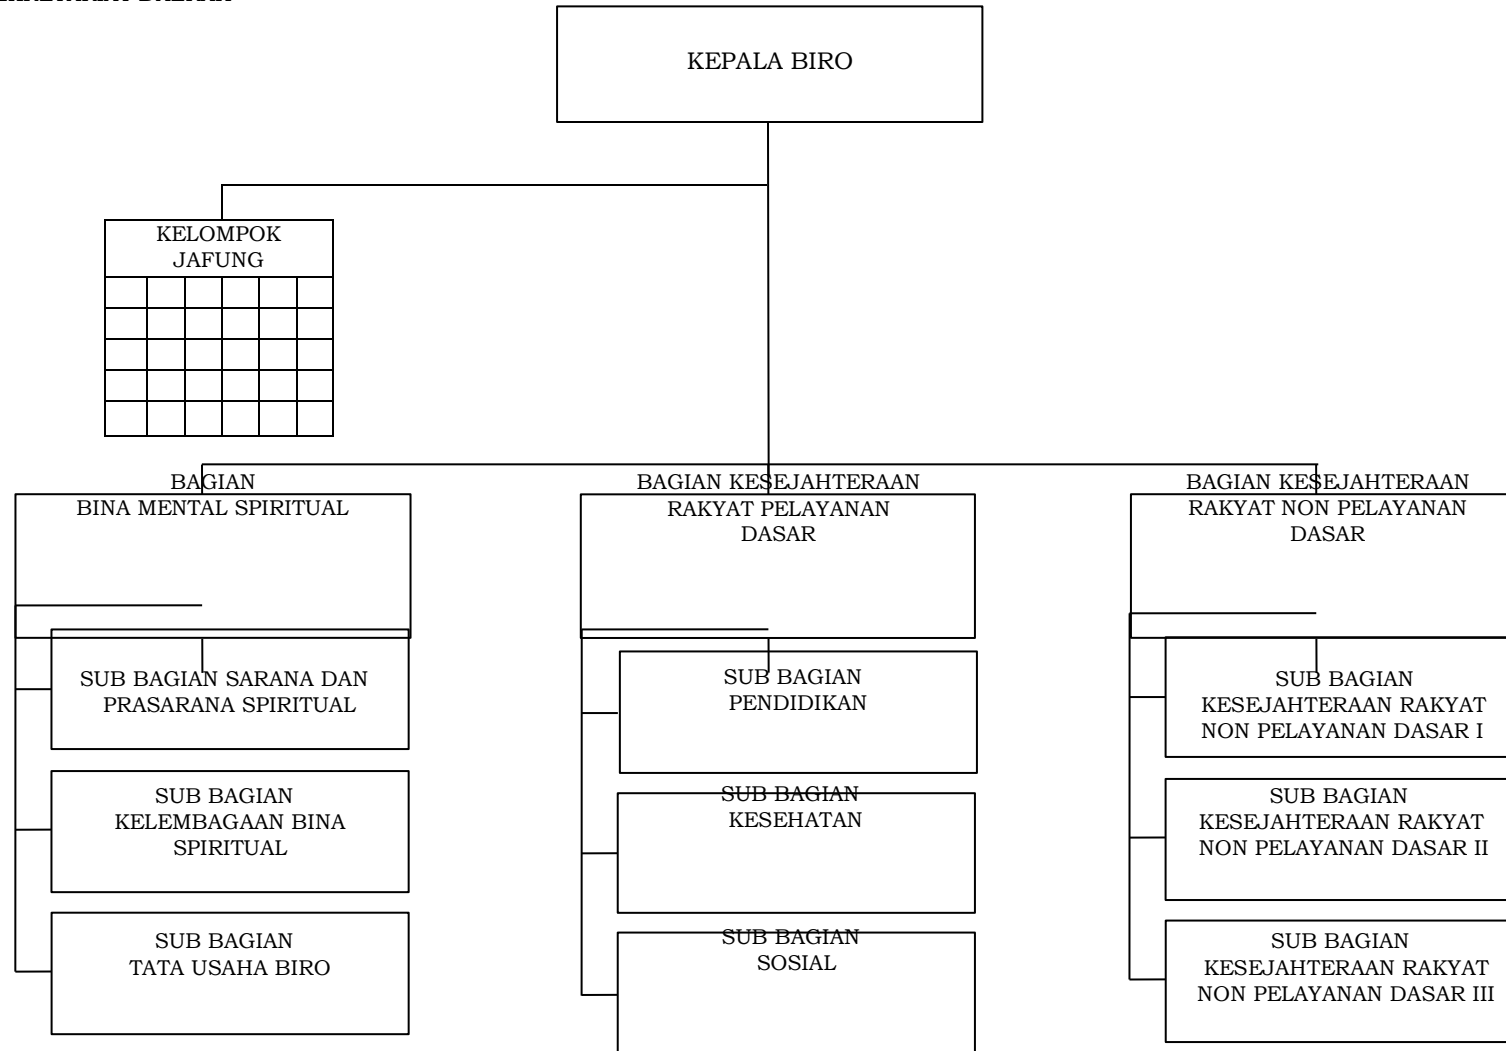 KEPALA BIRO
KELOMPOK
JAFUNG
BAGIAN
BINA MENTAL SPIRITUAL
BAGIAN KESEJAHTERAAN
RAKYAT PELAYANAN
DASAR
BAGIAN KESEJAHTERAAN
RAKYAT NON PELAYANAN
DASAR
SUB BAGIAN SARANA DAN
PRASARANA SPIRITUAL
SUB BAGIAN
KELEMBAGAAN BINA
SPIRITUAL
SUB BAGIAN
TATA USAHA BIRO
SUB BAGIAN
PENDIDIKAN
SUB BAGIAN
KESEHATAN
SUB BAGIAN
SOSIAL
SUB BAGIAN
KESEJAHTERAAN RAKYAT
NON PELAYANAN DASAR I
SUB BAGIAN
KESEJAHTERAAN RAKYAT
NON PELAYANAN DASAR II
SUB BAGIAN
KESEJAHTERAAN RAKYAT
NON PELAYANAN DASAR III